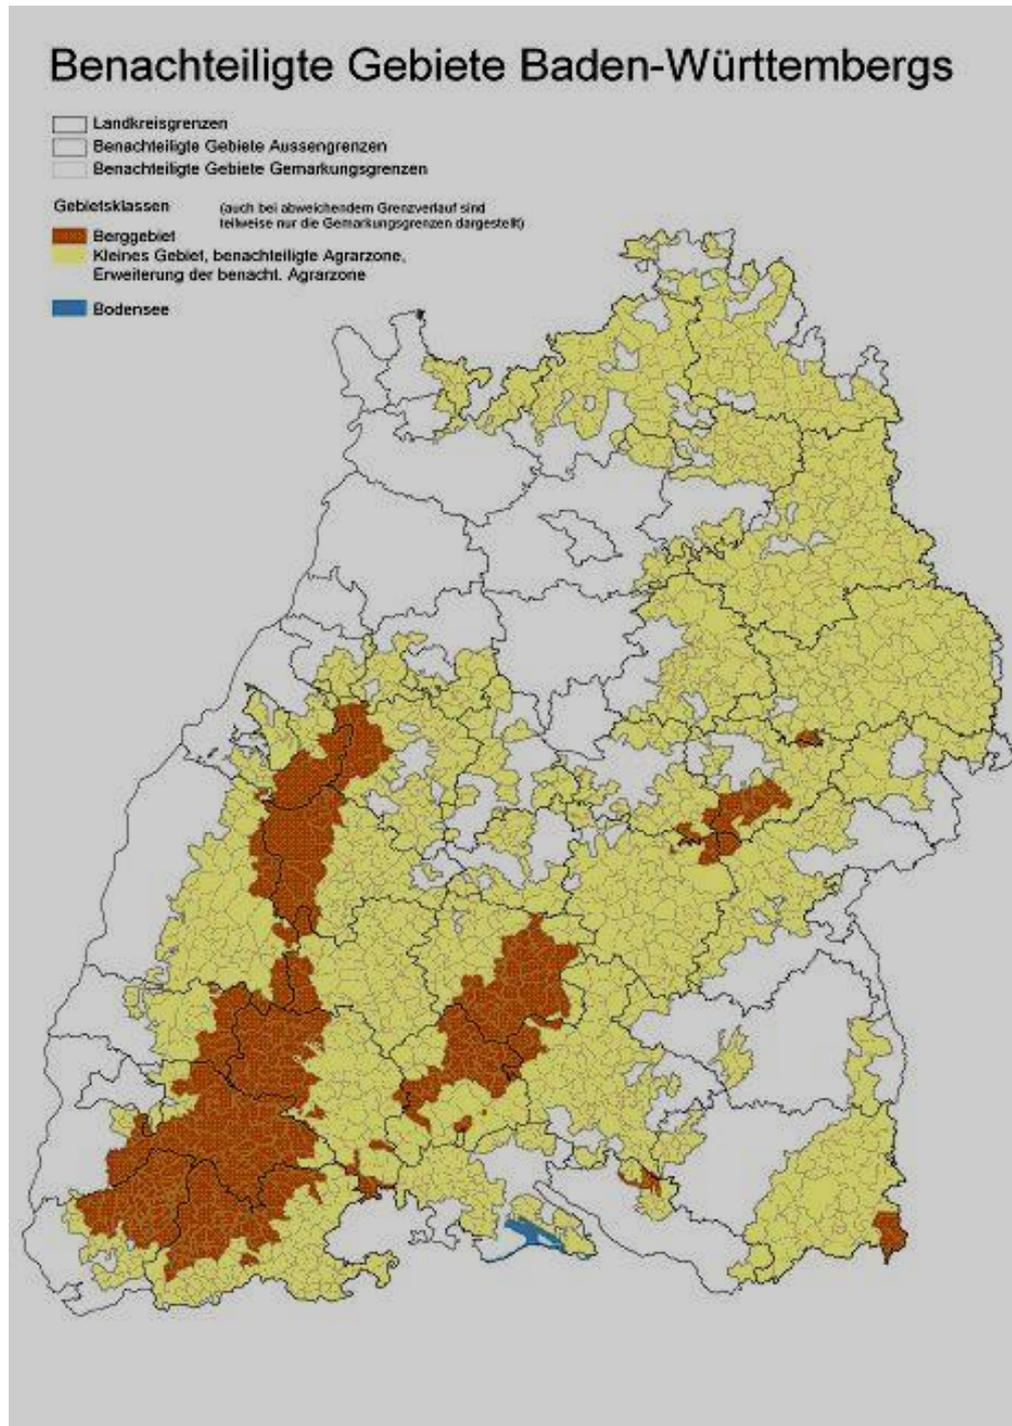 Benachteiligte Gebiete Baden-Württembergs
Landkreisgrenzen
Benachteiligte Gebiete Aussengrenzen
Benachteiligte Gebiete Gemarkungsgrenzen
Gebietsklassen (auch bei abweichendem Grenzverlauf sind
teilweise nur die Gemarkungsgrenzen dargestellt)
Berggebiet
Kleines Gebiet, benachteiligte Agrarzone,
Erweiterung der benacht. Agrarzone
Bodensee